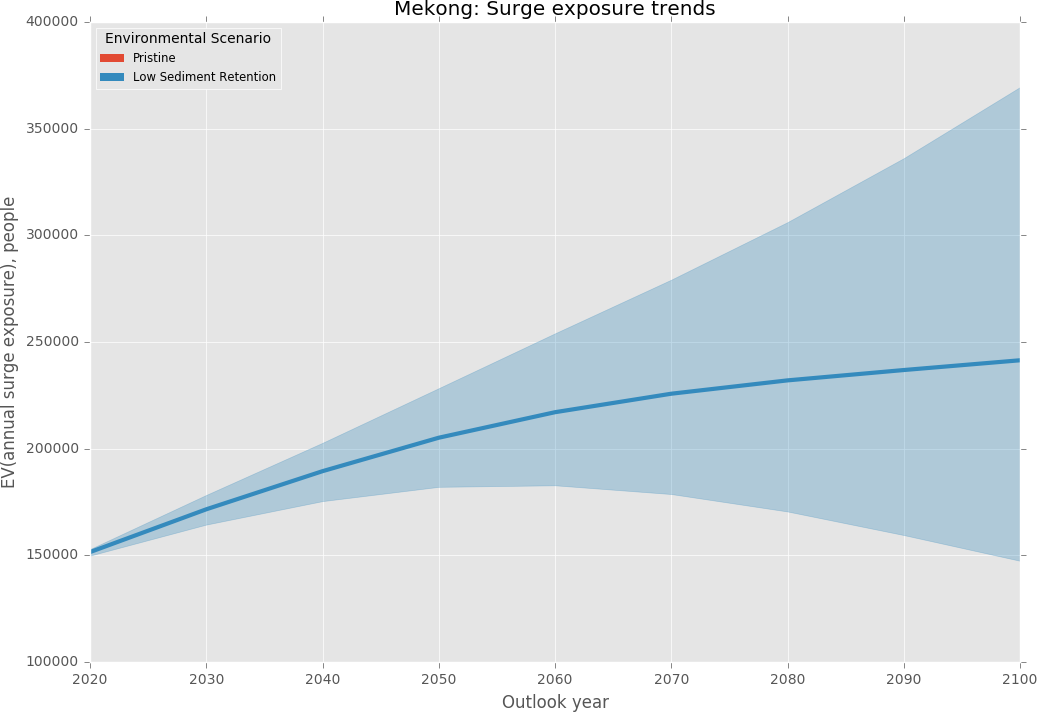 Mekong: Surge exposure trends
400000
350000
300000
250000
200000
150000
100000
EV(annual surge exposure), people
Environmental Scenario
Pristine
Low Sediment Retention
2020 2030 2040 2050 2060 2070 2080 2090 2100
Outlook year